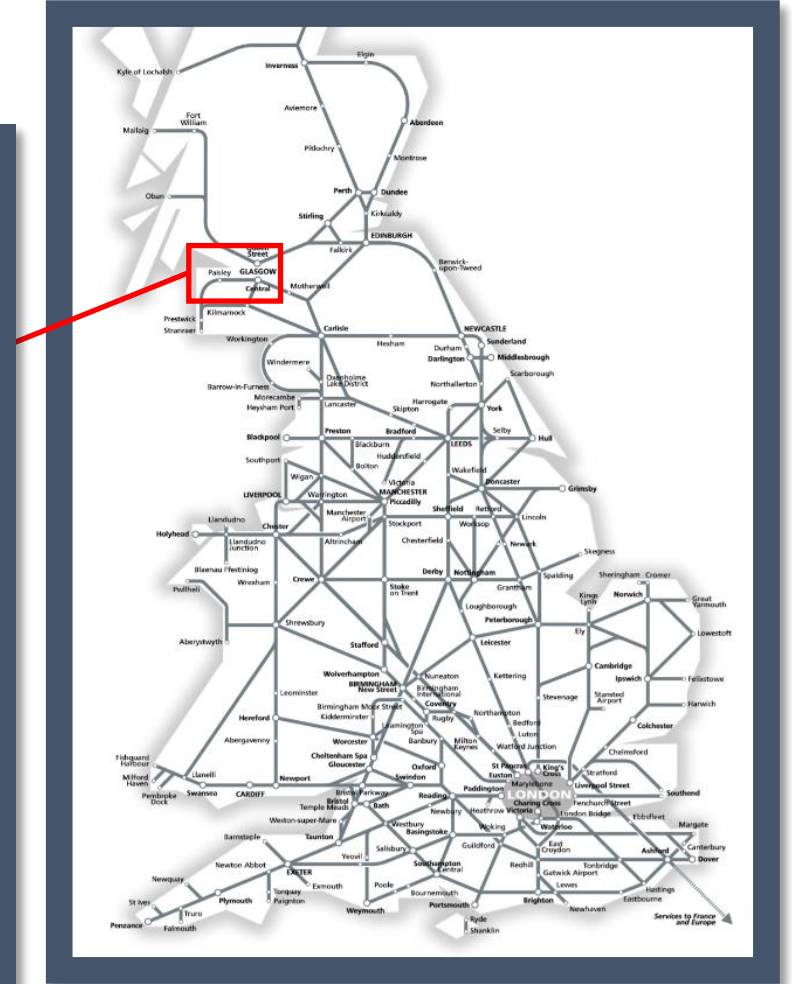 Kyle of Lochalsh
Inverness
Elgin
Aviemore
Fort
William
Mallaig
Aberdeen
Pitlochry
Montrose
Oban
Perth
Dundee
Stirling
Kirkcaldy
EDINBURGH
Falkirk
Street
Paisley
GLASGOW
Central
Motherwell
Berwick-
upon-Tweed
Kilmarnock
Prestwick
Stranraer
Workington
Carlisle
Hexham
NEWCASTLE
Sunderland
Durham
Darlington
Middlesbrough
Windermere
Oxenholme
Lake District
Scarborough
Northallerton
Barrow-in-Furness
Morecambe
Heysham Port
Lancaster
Harrogate
York
Skipton
Blackpool
Preston
Bradford
Blackburn
LEEDS
Selby
Hull
Huddersfield
Southport
Bolton
Wigan
Victoria
Wakefield
LIVERPOOL
Warrington
MANCHESTER
Piccadilly
Doncaster
Grimsby
Manchester
Airport
Sheffield
Retford
Llandudno
Chester
Stockport
Worksop
Lincoln
Holyhead
Llandudno
Junction
Altrincham
Chesterfield
Newark
Skegness
Blaenau Ffestiniog
Wrexham
Crewe
Stoke
on Trent
Derby
Nottingham
Grantham
Spalding
Sheringham
Cromer
Pwllheli
Kings
Lynn
Norwich
Great
Yarmouth
Loughborough
Peterborough
Shrewsbury
Aberystwyth
Stafford
Leicester
Ely
Lowestoft
Wolverhampton
BIRMINGHAM
New Street
Nuneaton
Kettering
Cambridge
Ipswich
Felixstowe
Birmingham
International
Leominster
Birmingham Moor Street
Kidderminster
Coventry
Rugby
Stevenage
Stansted
Airport
Harwich
Hereford
Leamington
Spa
Northampton
Bedford
Colchester
Abergavenny
Worcester
Banbury
Milton
Keynes
Luton
Watford Junction
Chelmsford
Cheltenham Spa
Gloucester
Oxford
St Pancras
Euston
King's
Cross
Stratford
Fishguard
Harbour
Milford
Haven
Llanelli
Swansea
CARDIFF
Newport
Swindon
Marylebone
Liverpool Street
Pembroke
Dock
Bristol Parkway
Bristol
Temple Meads
Bath
Reading
Paddington
LONDON
Fenchurch Street
Southend
Charing Cross
Weston-super-Mare
Newbury
Heathrow
Victoria
London Bridge
Ebbsfleet
Waterloo
Margate
Barnstaple
Taunton
Westbury
Basingstoke
Woking
East
Croydon
Canterbury
Newton Abbot
Yeovil
Salisbury
Guildford
Redhill
Tonbridge
Ashford
Dover
EXETER
Southampton
Central
Gatwick Airport
Newquay
Exmouth
Poole
Lewes
Hastings
Torquay
Paignton
Bournemouth
Eastbourne
St Ives
Plymouth
Weymouth
Portsmouth
Brighton
Newhaven
Truro
Penzance
Falmouth
Ryde
Shanklin
Services to France
and Europe